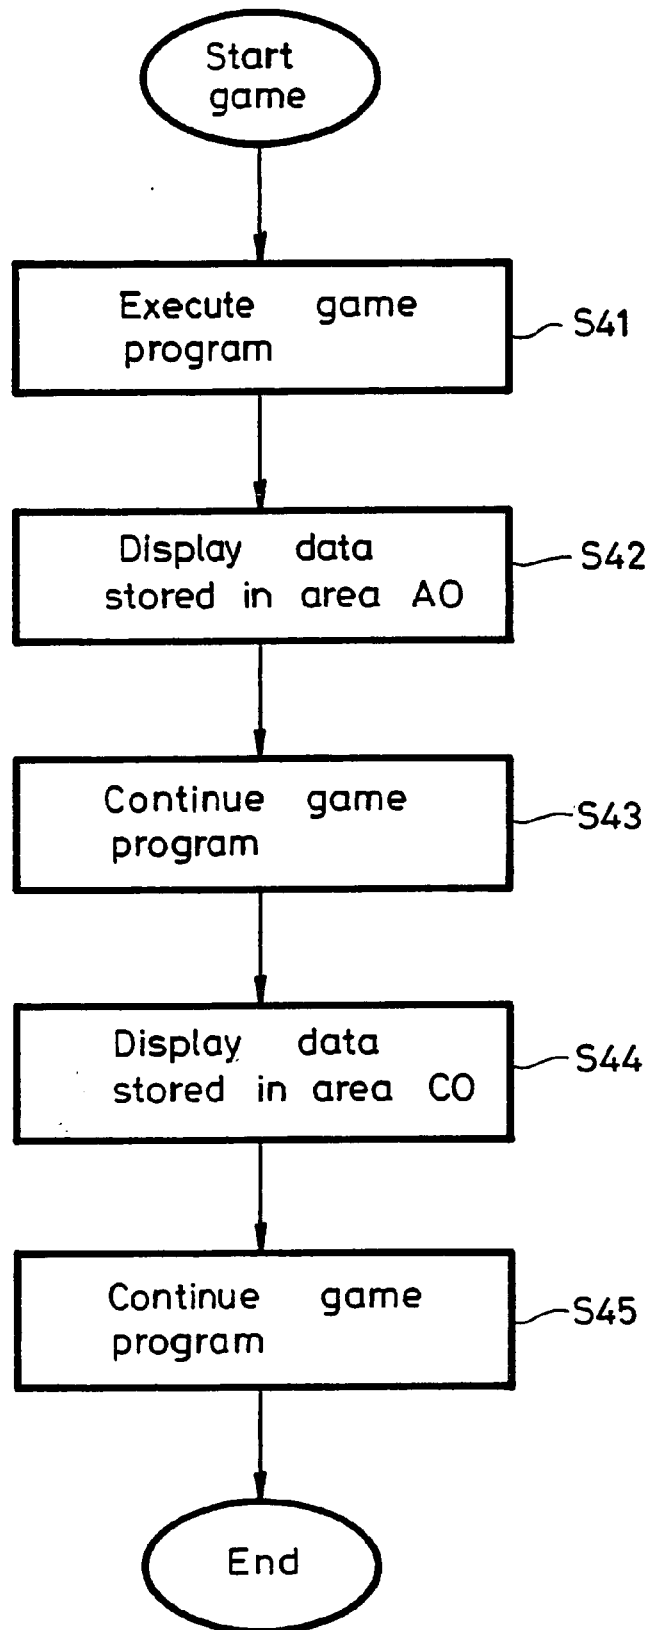 Start
game
Execute game
program
S41
Display data
stored in area AO
S42
Continue game
program
S43
Display data
stored in area CO
S44
Continue game
program
S45
End